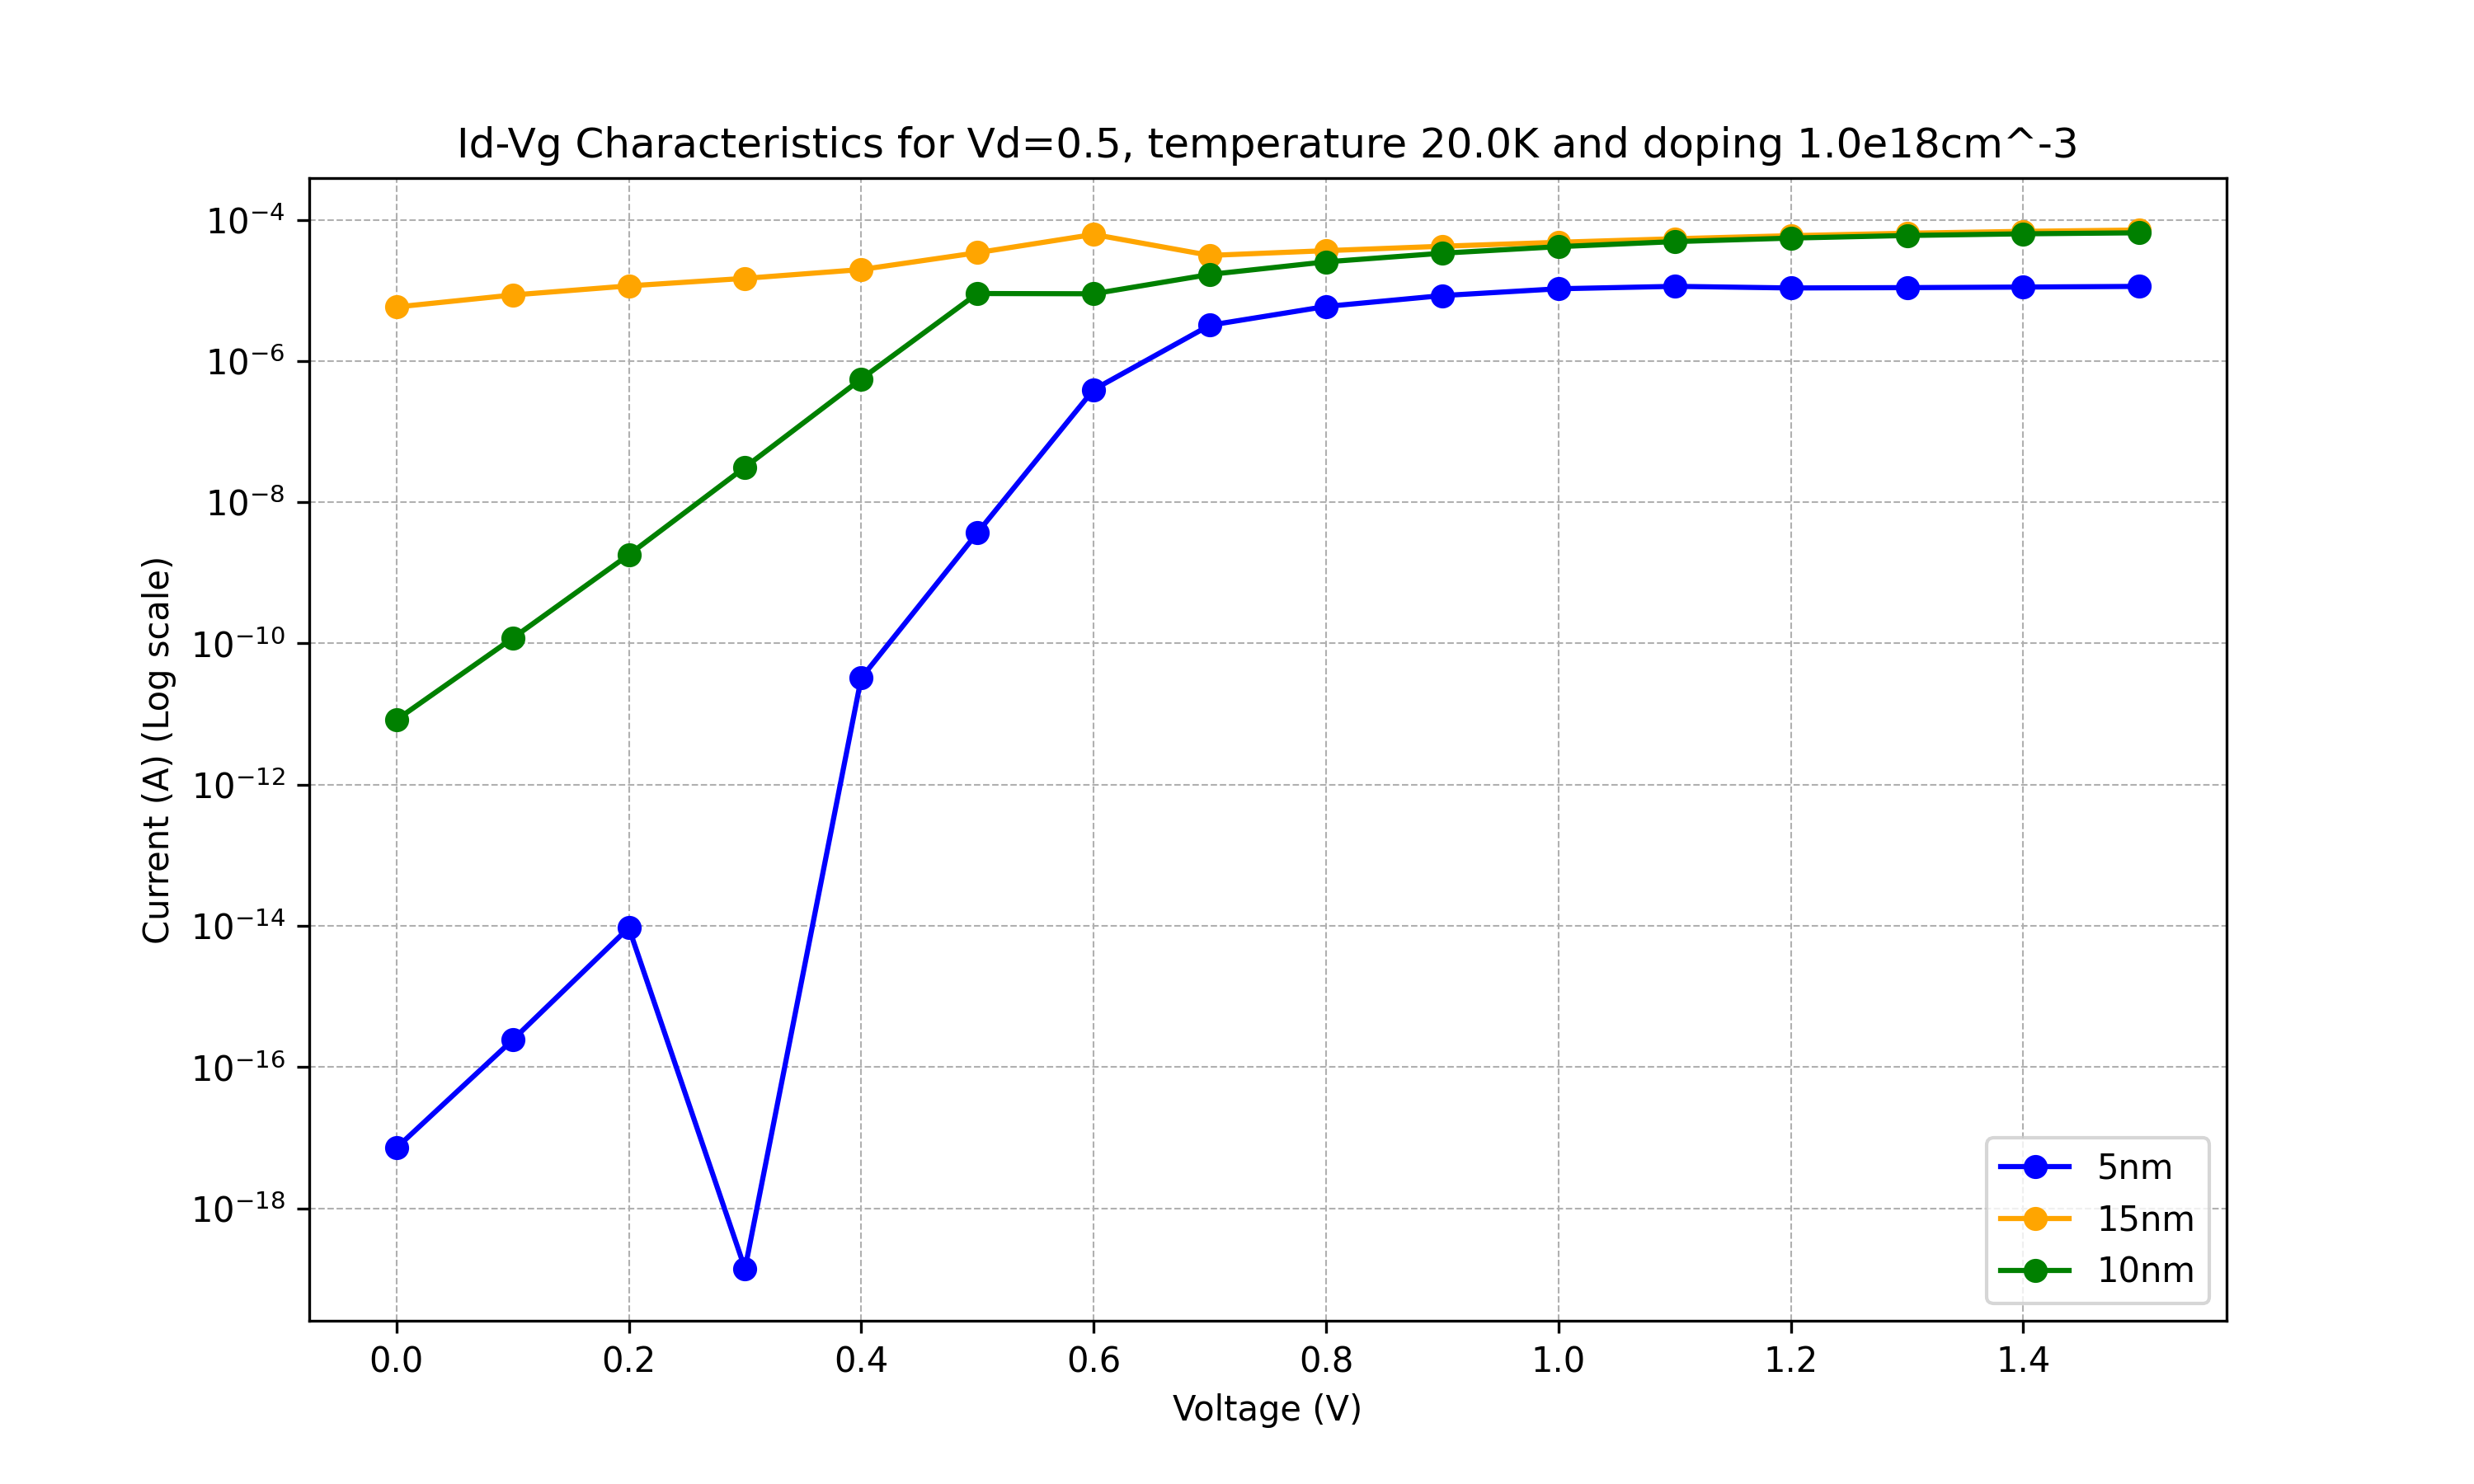 Id-Vg Characteristics for Vd=0.5, temperature 20.0K and doping 1.0e18cm^-3
Current (A) (Log scale)
10^-4
10^-6
10^-8
10^-10
10^-12
10^-14
10^-16
10^-18
0.0 0.2 0.4 0.6 0.8 1.0 1.2 1.4
Voltage (V)
5nm
15nm
10nm